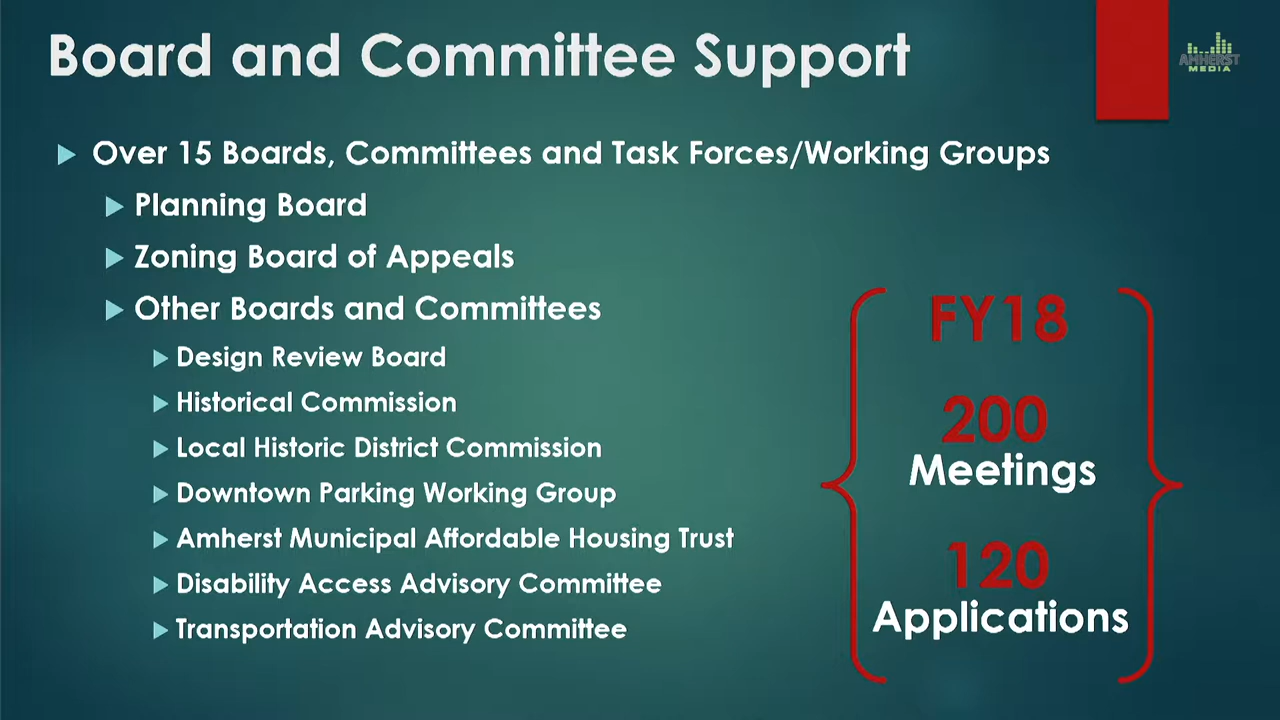 Board and Committee Support
AMHERST
MEDIA
Over 15 Boards, Committees and Task Forces/Working Groups
Planning Board
Zoning Board of Appeals
Other Boards and Committees
Design Review Board
Historical Commission
Local Historic District Commission
Downtown Parking Working Group
Amherst Municipal Affordable Housing Trust
Disability Access Advisory Committee
Transportation Advisory Committee
FY18
200
Meetings
120
Applications